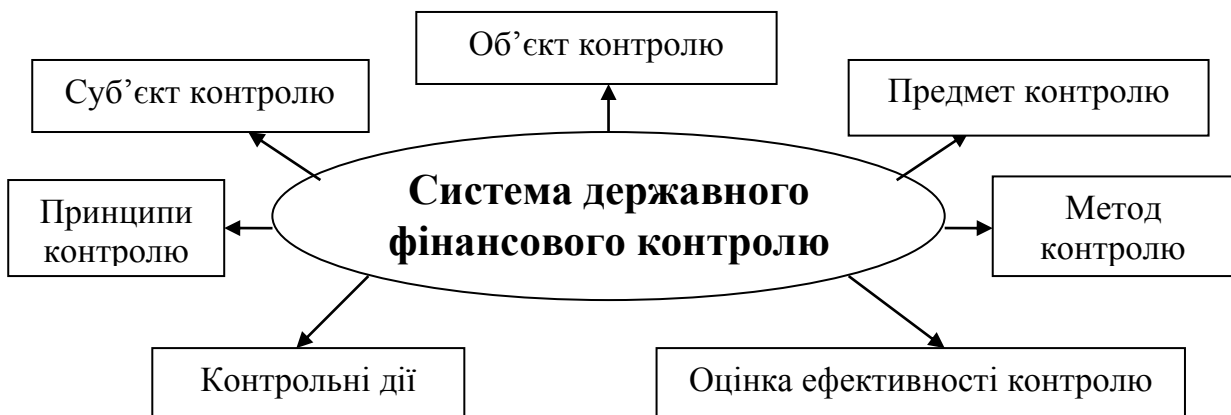 Об’єкт контролю
Суб’єкт контролю
Предмет контролю
Система державного
фінансового контролю
Принципи
контролю
Метод
контролю
Контрольні дії
Оцінка ефективності контролю